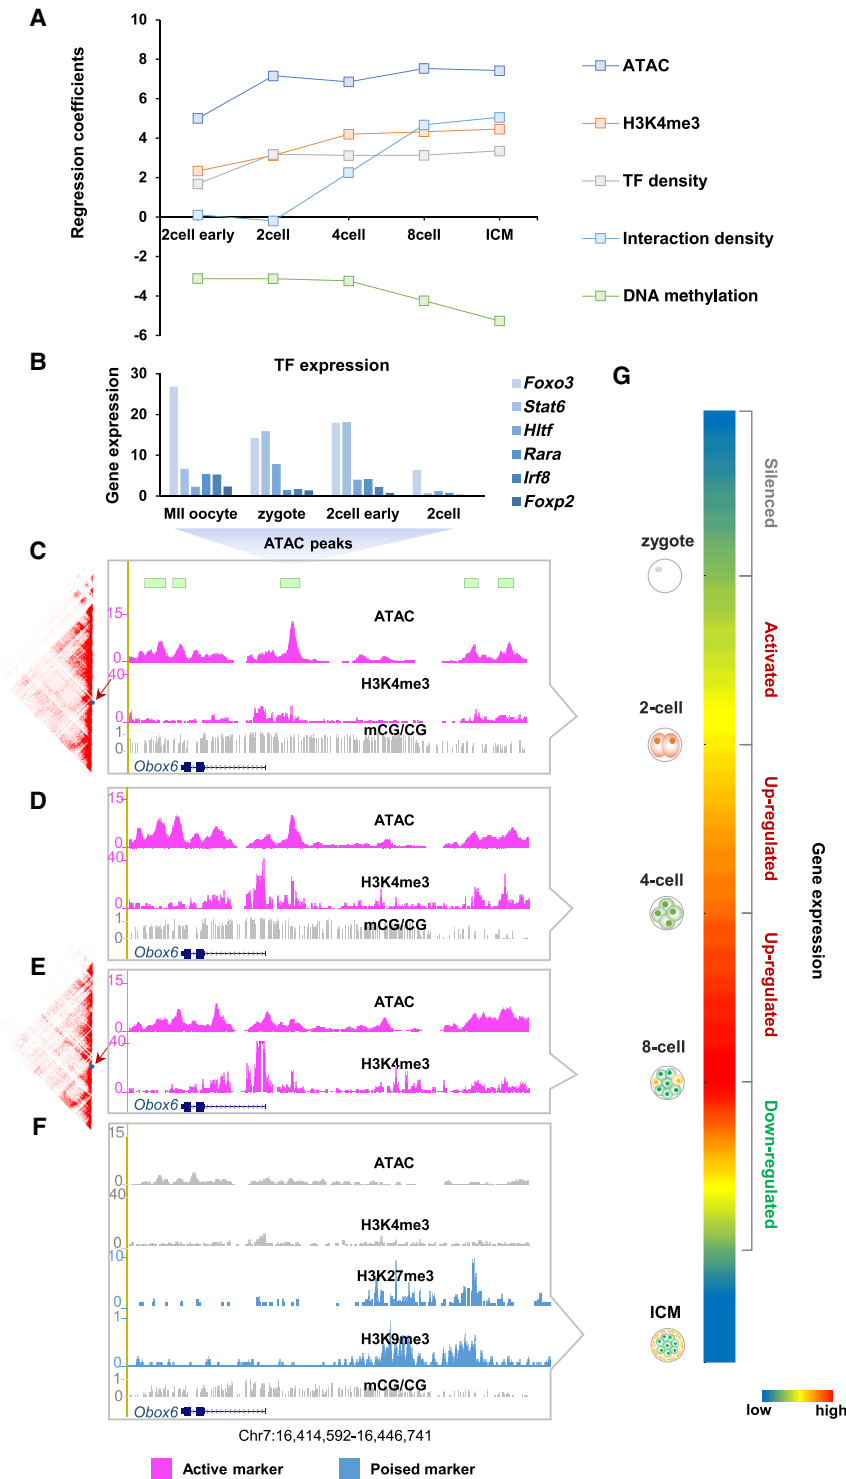 A
10
8
6
4
2
0
-2
-4
-6
Regression coefficients
2cell early 2cell 4cell 8cell ICM
ATAC
H3K4me3
TF density
Interaction density
DNA methylation
B
TF expression
30
20
10
0
Gene expression
MII oocyte zygote 2cell early 2cell
Foxo3
Stat6
Hltf
Rara
Irf8
Foxp2
ATAC peaks
C
15
ATAC
0
40
H3K4me3
0
mCG/CG
1
0
Obox6
D
15
ATAC
0
40
H3K4me3
0
mCG/CG
1
0
Obox6
E
15
ATAC
0
40
H3K4me3
0
Obox6
F
15
ATAC
0
40
H3K4me3
0
10
H3K27me3
0
1
H3K9me3
0
mCG/CG
1
0
Obox6
Chr7:16,414,592-16,446,741
Active marker
Poised marker
G
zygote
2-cell
4-cell
8-cell
ICM
Silenced
Activated
Up-regulated
Up-regulated
Down-regulated
Gene expression
low high